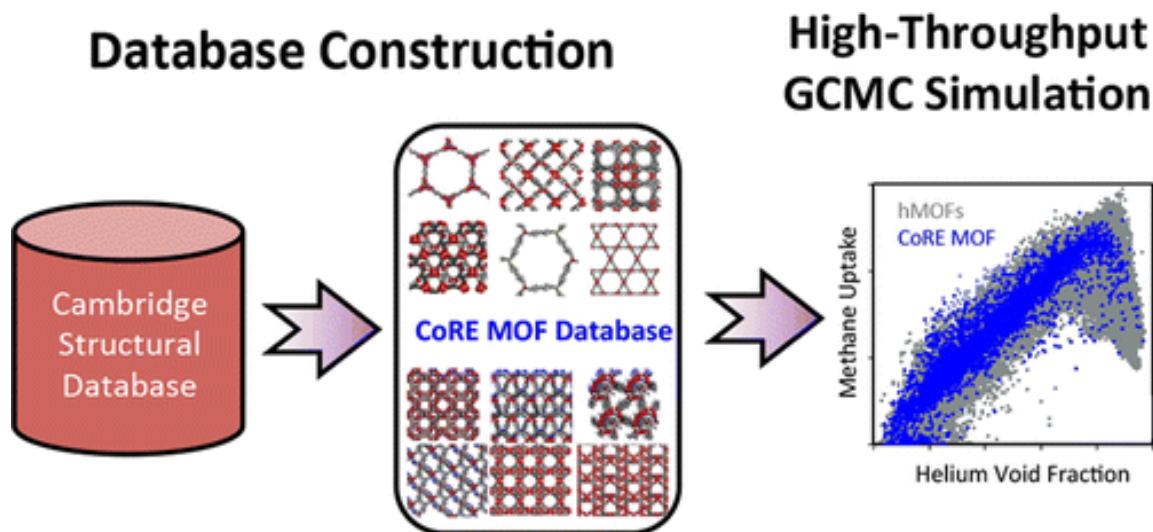 Database Construction
High-Throughput
GCMC Simulation
Cambridge
Structural
Database
CoRE MOF Database
hMOFs
CoRE MOF
Methane Uptake
Helium Void Fraction